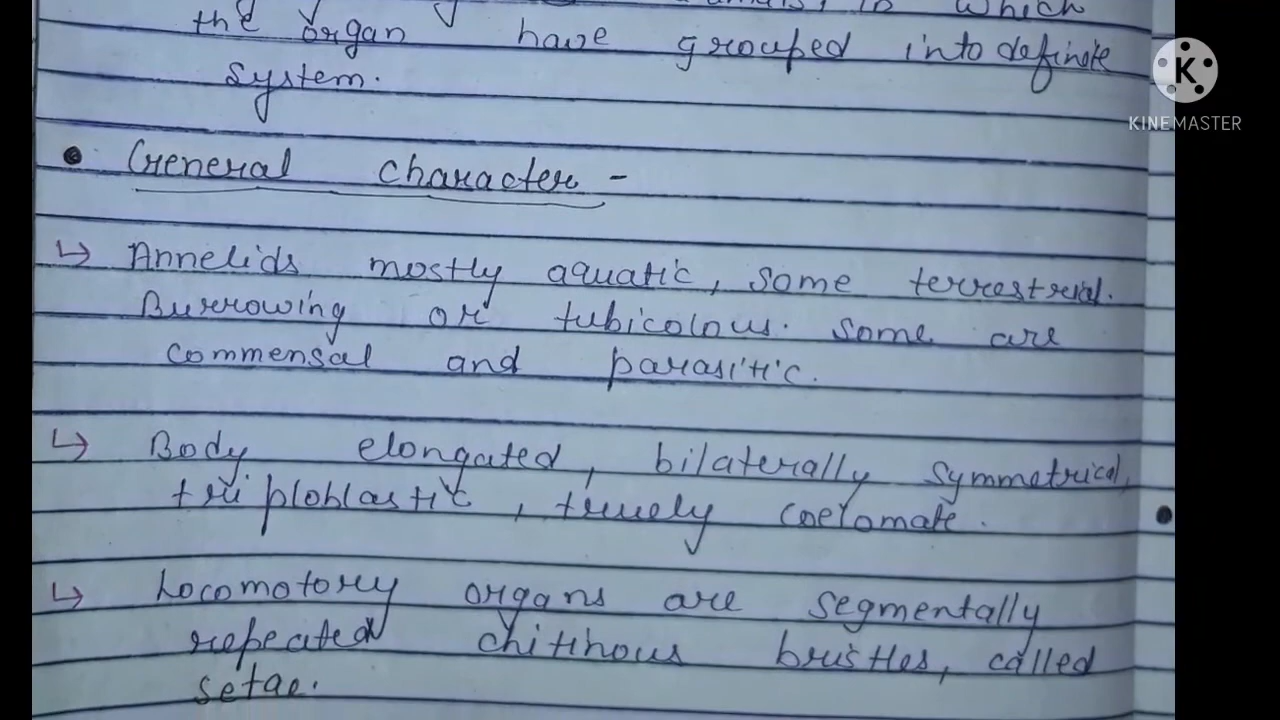 in which
the organ have grouped into definite
system.
• General character -
↳ Annelids mostly aquatic, some terrestrial.
Burrowing or tubicolous. some are
commensal and parasitic.
↳ Body elongated, bilaterally symmetrical,
triploblastic, truely coelomate.
↳ Locomotory organs are segmentally
repeated chitinous bristles, called
setae.
K
KINEMASTER